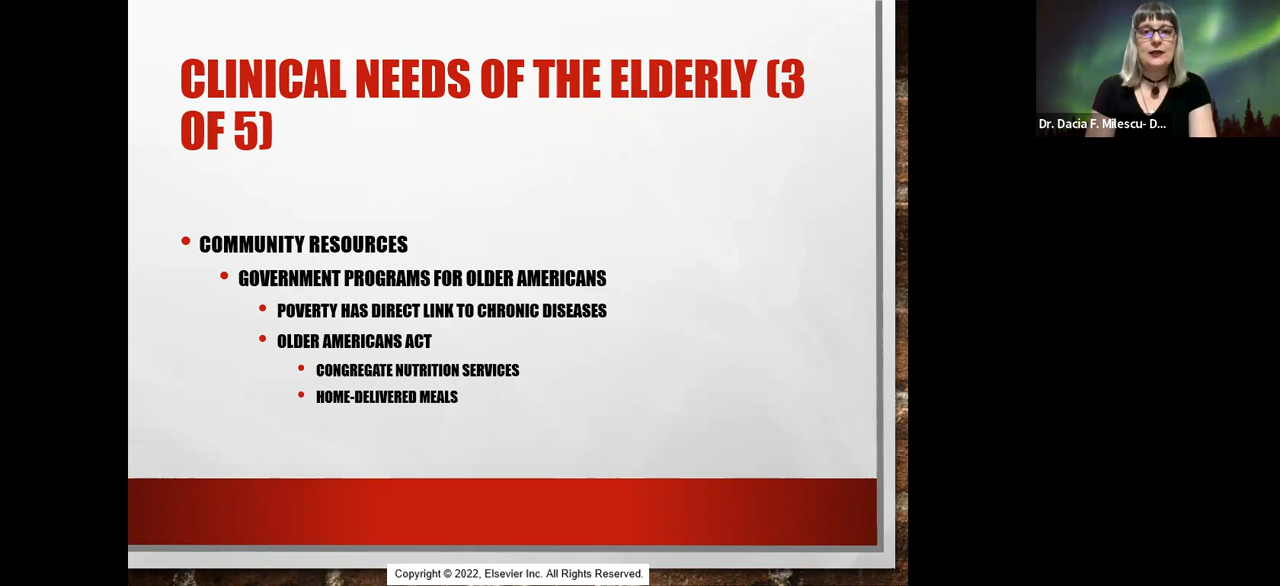 CLINICAL NEEDS OF THE ELDERLY (3
OF 5)
COMMUNITY RESOURCES
GOVERNMENT PROGRAMS FOR OLDER AMERICANS
POVERTY HAS DIRECT LINK TO CHRONIC DISEASES
OLDER AMERICANS ACT
CONGREGATE NUTRITION SERVICES
HOME-DELIVERED MEALS
Copyright © 2022, Elsevier Inc. All Rights Reserved.
Dr. Dacia F. Milescu- D...